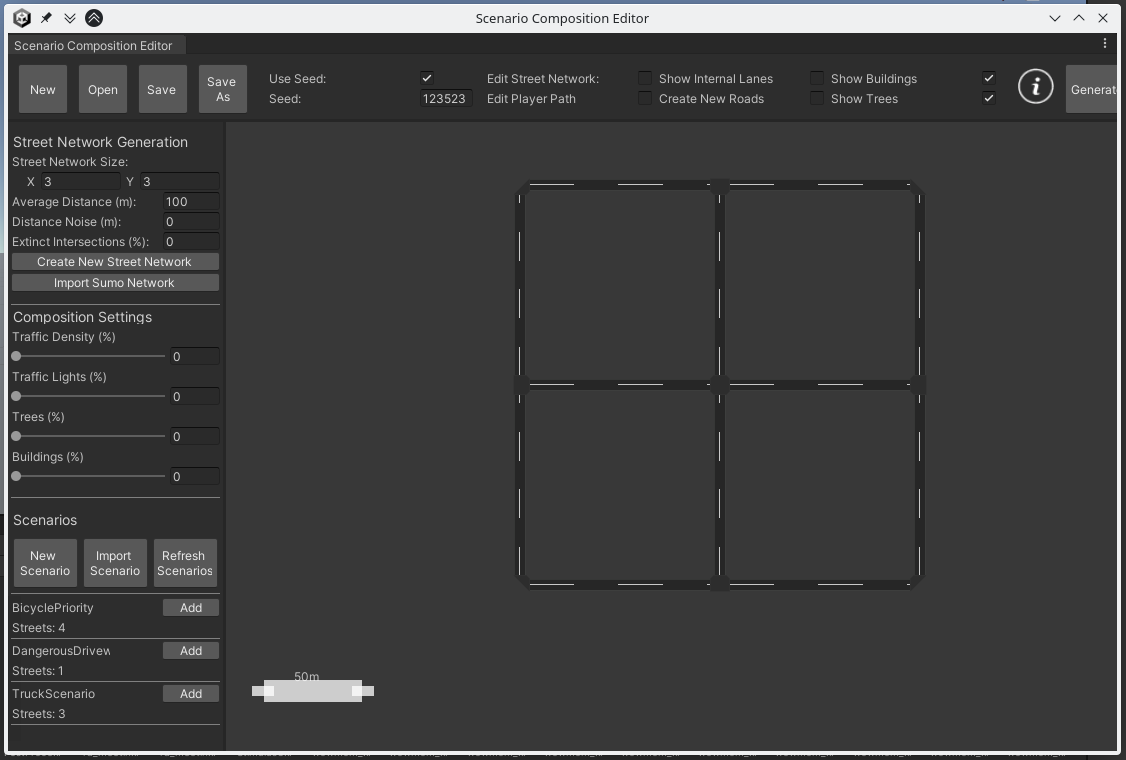 Scenario Composition Editor
Scenario Composition Editor
New
Open
Save
Save
As
Use Seed:
Seed:
123523
Edit Street Network:
Edit Player Path
Show Internal Lanes
Create New Roads
Show Buildings
Show Trees
i
Generat
Street Network Generation
Street Network Size:
X 3 Y 3
Average Distance (m): 100
Distance Noise (m): 0
Extinct Intersections (%): 0
Create New Street Network
Import Sumo Network
Composition Settings
Traffic Density (%)
0
Traffic Lights (%)
0
Trees (%)
0
Buildings (%)
0
Scenarios
New
Scenario
Import
Scenario
Refresh
Scenarios
BicyclePriority Add
Streets: 4
DangerousDrivew Add
Streets: 1
TruckScenario Add
Streets: 3
50m